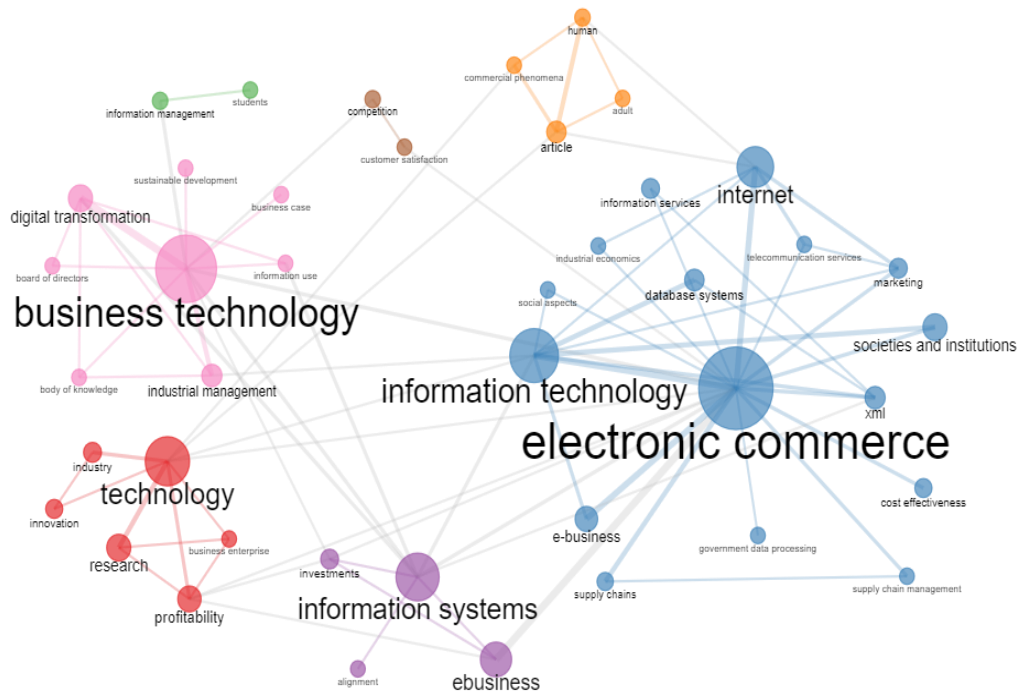 human
commercial phenomena
adult
article
students
information management
competition
customer satisfaction
sustainable development
business case
digital transformation
board of directors
information use
business technology
body of knowledge
industrial management
internet
information services
industrial economics
telecommunication services
marketing
social aspects
database systems
societies and institutions
information technology
xml
electronic commerce
industry
technology
innovation
research
business enterprise
profitability
cost effectiveness
e-business
government data processing
investments
information systems
supply chains
supply chain management
alignment
ebusiness